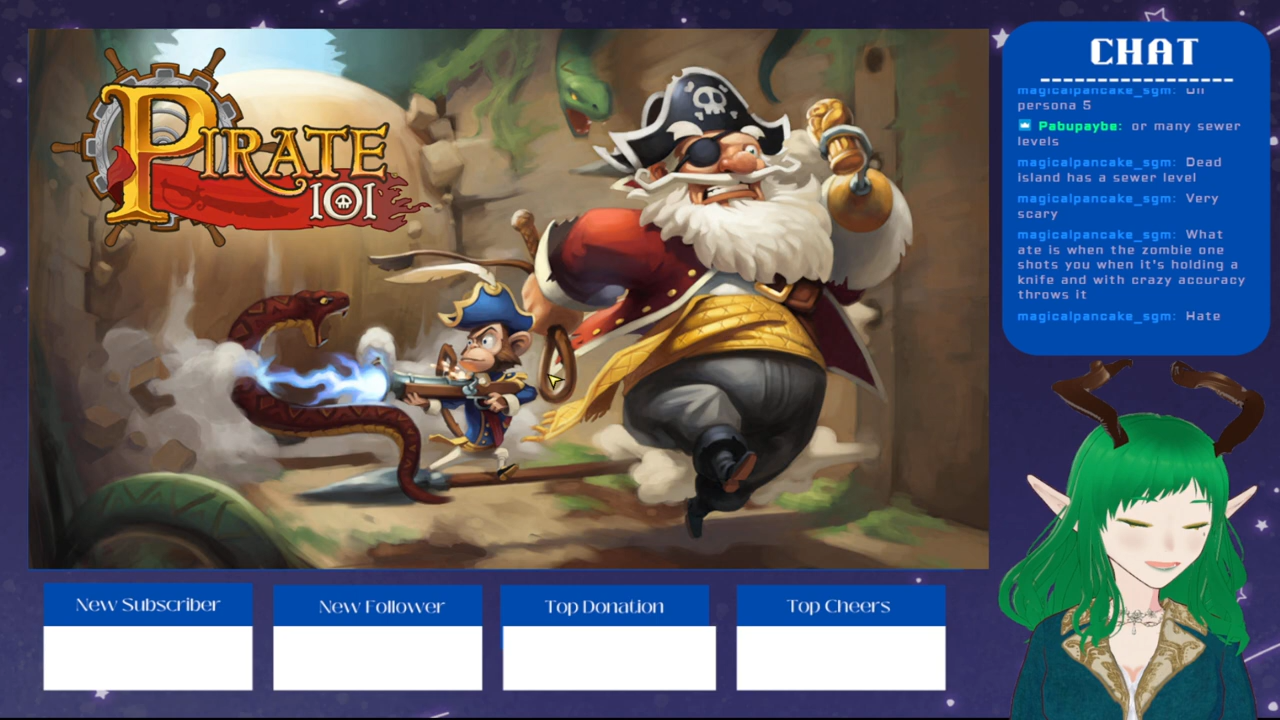 PIRATE
101
CHAT
magicalpancake_sgm: On
persona 5
Pabupaybe: or many sewer
levels
magicalpancake_sgm: Dead
island has a sewer level
magicalpancake_sgm: Very
scary
magicalpancake_sgm: What
ate is when the zombie one
shots you when it's holding a
knife and with crazy accuracy
throws it
magicalpancake_sgm: Hate
New Subscriber
New Follower
Top Donation
Top Cheers